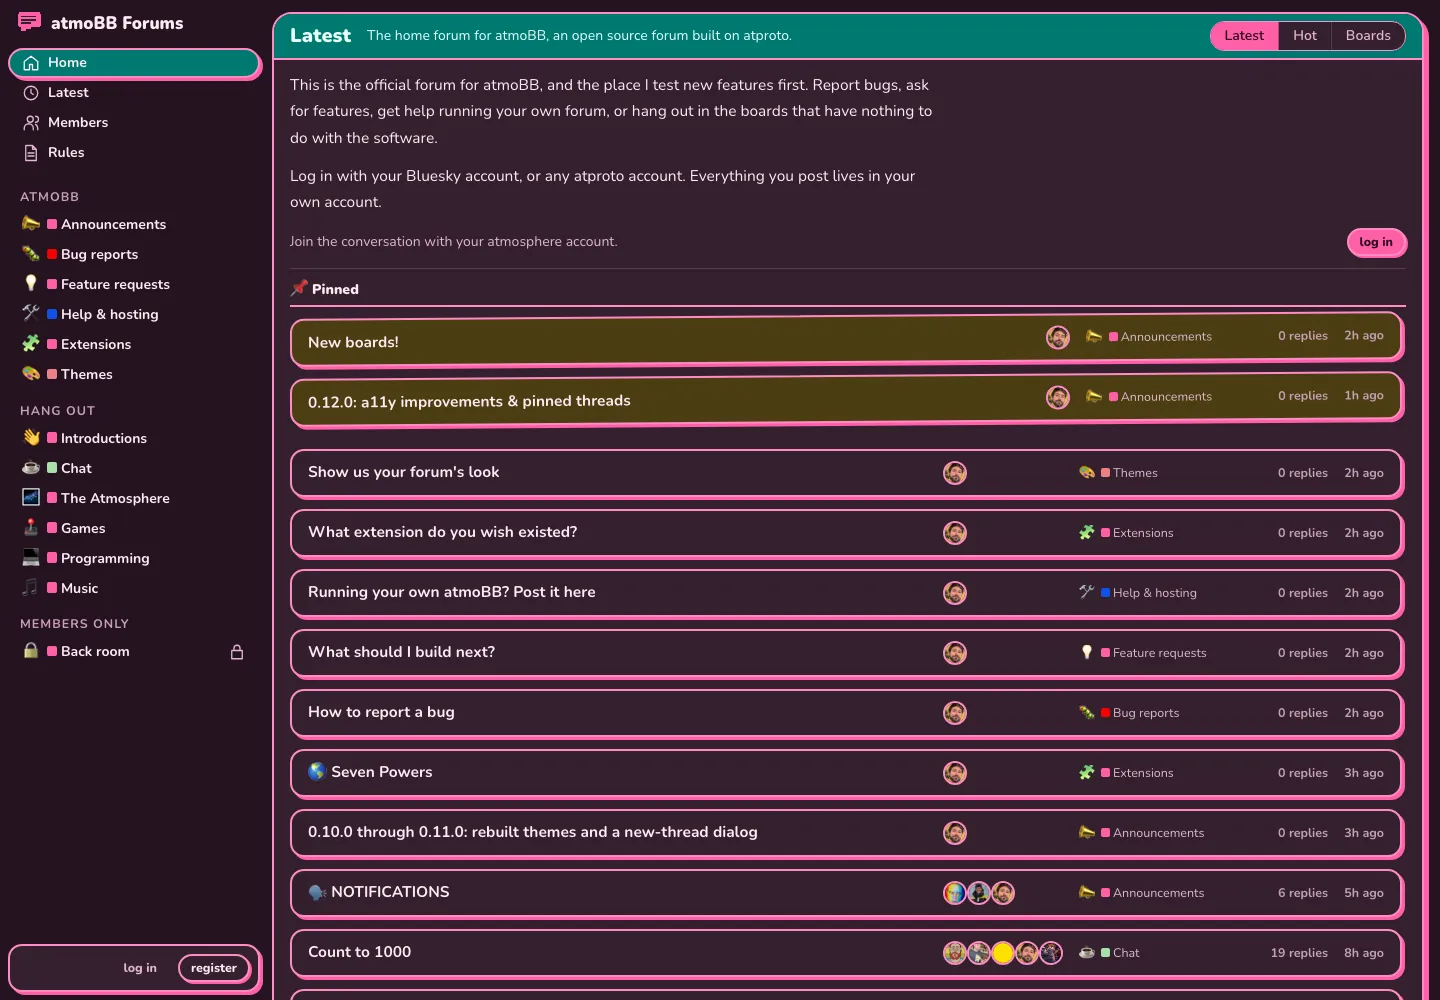 atmoBB Forums
Home
Latest
Members
Rules
ATMOBB
Announcements
Bug reports
Feature requests
Help & hosting
Extensions
Themes
HANG OUT
Introductions
Chat
The Atmosphere
Games
Programming
Music
MEMBERS ONLY
Back room
log in register
Latest The home forum for atmoBB, an open source forum built on atproto. Latest Hot Boards
This is the official forum for atmoBB, and the place I test new features first. Report bugs, ask
for features, get help running your own forum, or hang out in the boards that have nothing to
do with the software.
Log in with your Bluesky account, or any atproto account. Everything you post lives in your
own account.
Join the conversation with your atmosphere account. log in
Pinned
New boards! Announcements 0 replies 2h ago
0.12.0: a11y improvements & pinned threads Announcements 0 replies 1h ago
Show us your forum's look Themes 0 replies 2h ago
What extension do you wish existed? Extensions 0 replies 2h ago
Running your own atmoBB? Post it here Help & hosting 0 replies 2h ago
What should I build next? Feature requests 0 replies 2h ago
How to report a bug Bug reports 0 replies 2h ago
Seven Powers Extensions 0 replies 3h ago
0.10.0 through 0.11.0: rebuilt themes and a new-thread dialog Announcements 0 replies 3h ago
NOTIFICATIONS Announcements 6 replies 5h ago
Count to 1000 Chat 19 replies 8h ago